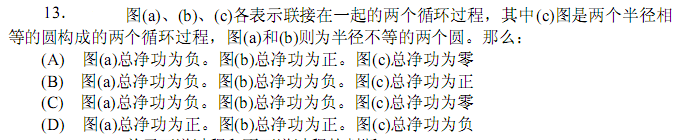 13. 图(a)、(b)、(c)各表示联接在一起的两个循环过程，其中(c)图是两个半径相
等的圆构成的两个循环过程，图(a)和(b)则为半径不等的两个圆。那么：
(A) 图(a)总净功为负。图(b)总净功为正。图(c)总净功为零
(B) 图(a)总净功为负。图(b)总净功为负。图(c)总净功为正
(C) 图(a)总净功为负。图(b)总净功为负。图(c)总净功为零
(D) 图(a)总净功为正。图(b)总净功为正。图(c)总净功为负